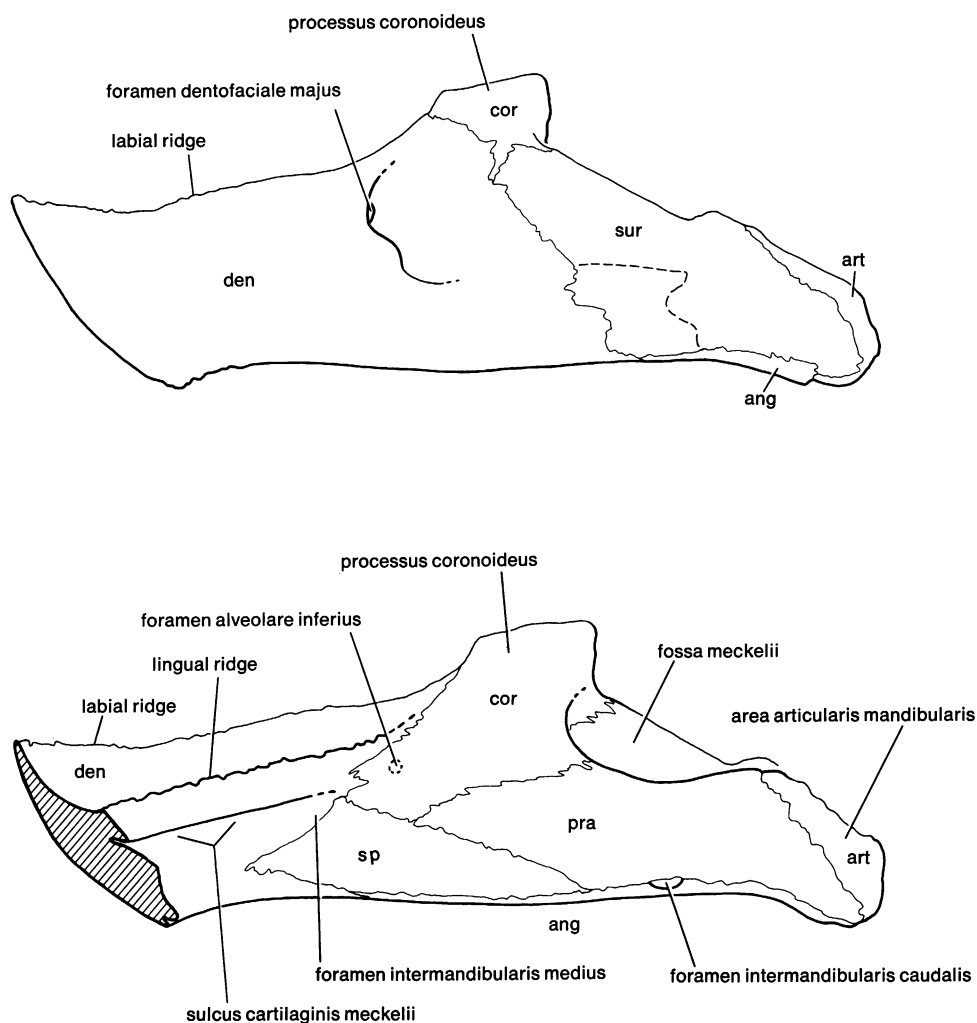 processus coronoideus
foramen dentofaciale majus
cor
labial ridge
sur
art
den
ang
processus coronoideus
foramen alveolare inferius
lingual ridge
fossa meckelii
cor
labial ridge
area articularis mandibularis
den
pra
sp
art
ang
foramen intermandibularis medius
foramen intermandibularis caudalis
sulcus cartilaginis meckelii